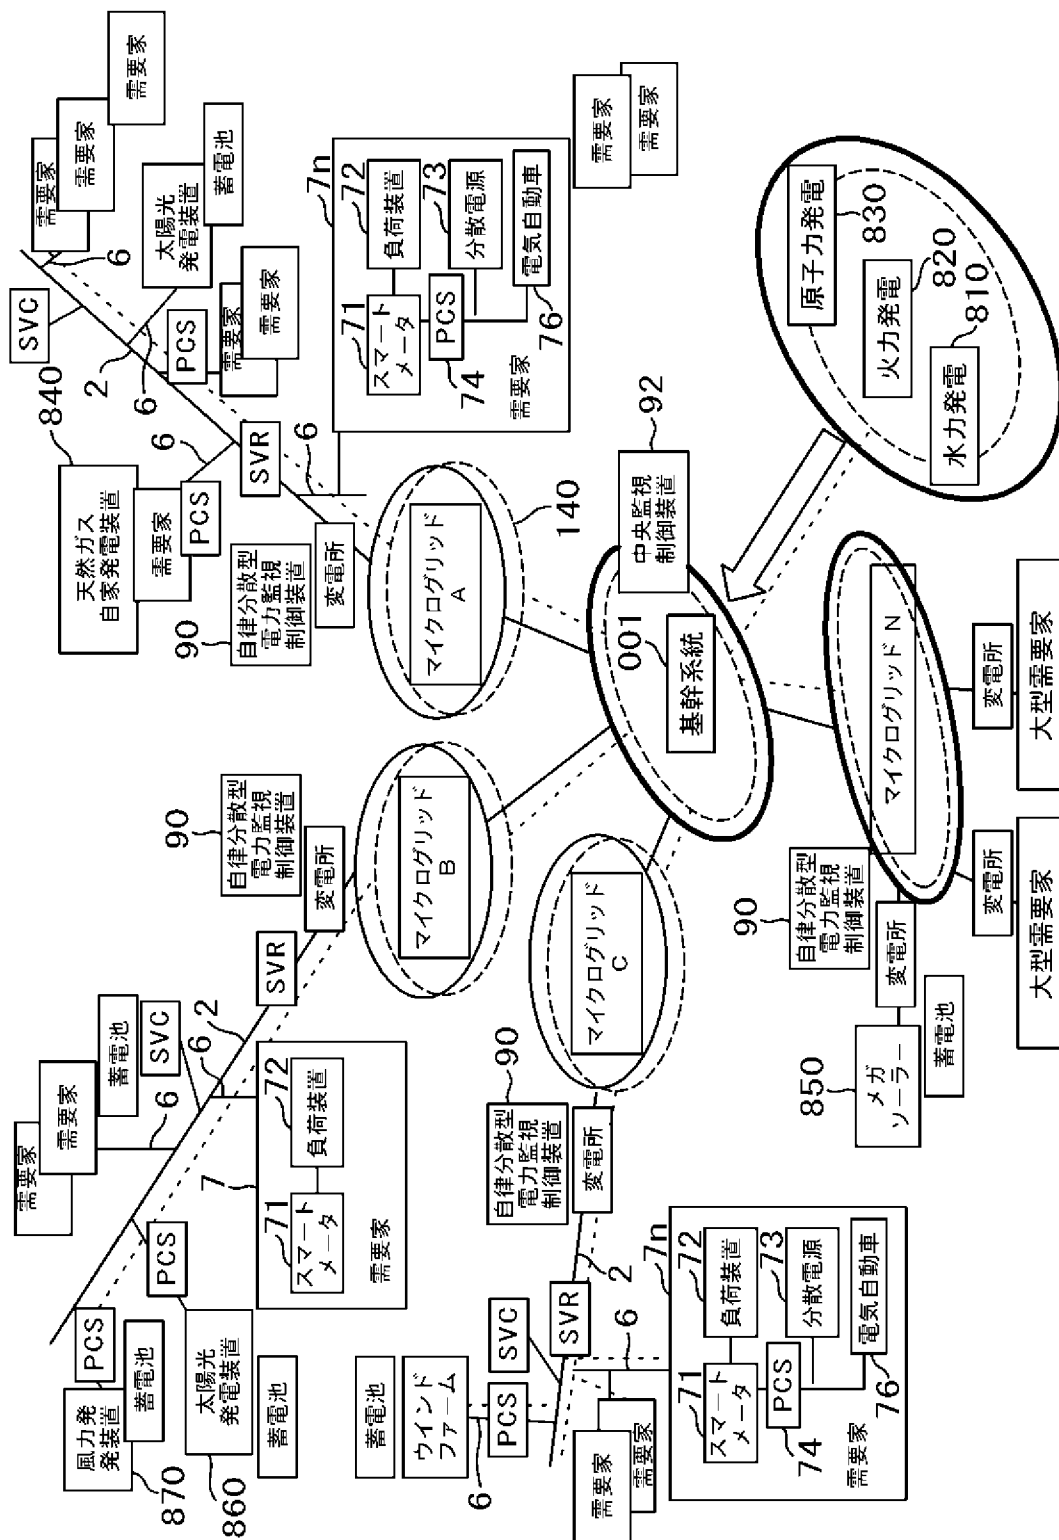 需要家
需要家
蓄電池
SVC
6
2
6
PCS
風力発
発装置
870
蓄電池
PCS
太陽光
発電装置
860
蓄電池
7
72
負荷装置
71
スマート
メータ
需要家
SVR
変電所
自律分散型
電力監視
制御装置
90
マイクログリッド
B
SVC
840
天然ガス
自家発電装置
需要家
PCS
6
2
6
PCS
需要家
需要家
太陽光
発電装置
蓄電池
6
需要家
需要家
需要家
SVR
変電所
自律分散型
電力監視
制御装置
90
6
マイクログリッド
A
140
7n
72
負荷装置
71
スマート
メータ
73
分散電源
PCS
74
電気自動車
76
需要家
需要家
需要家
蓄電池
ウインド
ファーム
6
PCS
SVC
SVR
2
変電所
自律分散型
電力監視
制御装置
90
マイクログリッド
C
6
需要家
需要家
7n
72
負荷装置
71
スマート
メータ
73
分散電源
PCS
74
電気自動車
76
需要家
001
基幹系統
中央監視
制御装置
92
原子力発電
830
火力発電
820
水力発電
810
マイクログリッド N
自律分散型
電力監視
制御装置
90
変電所
850
メガ
ソーラー
蓄電池
変電所
大型需要家
変電所
大型需要家